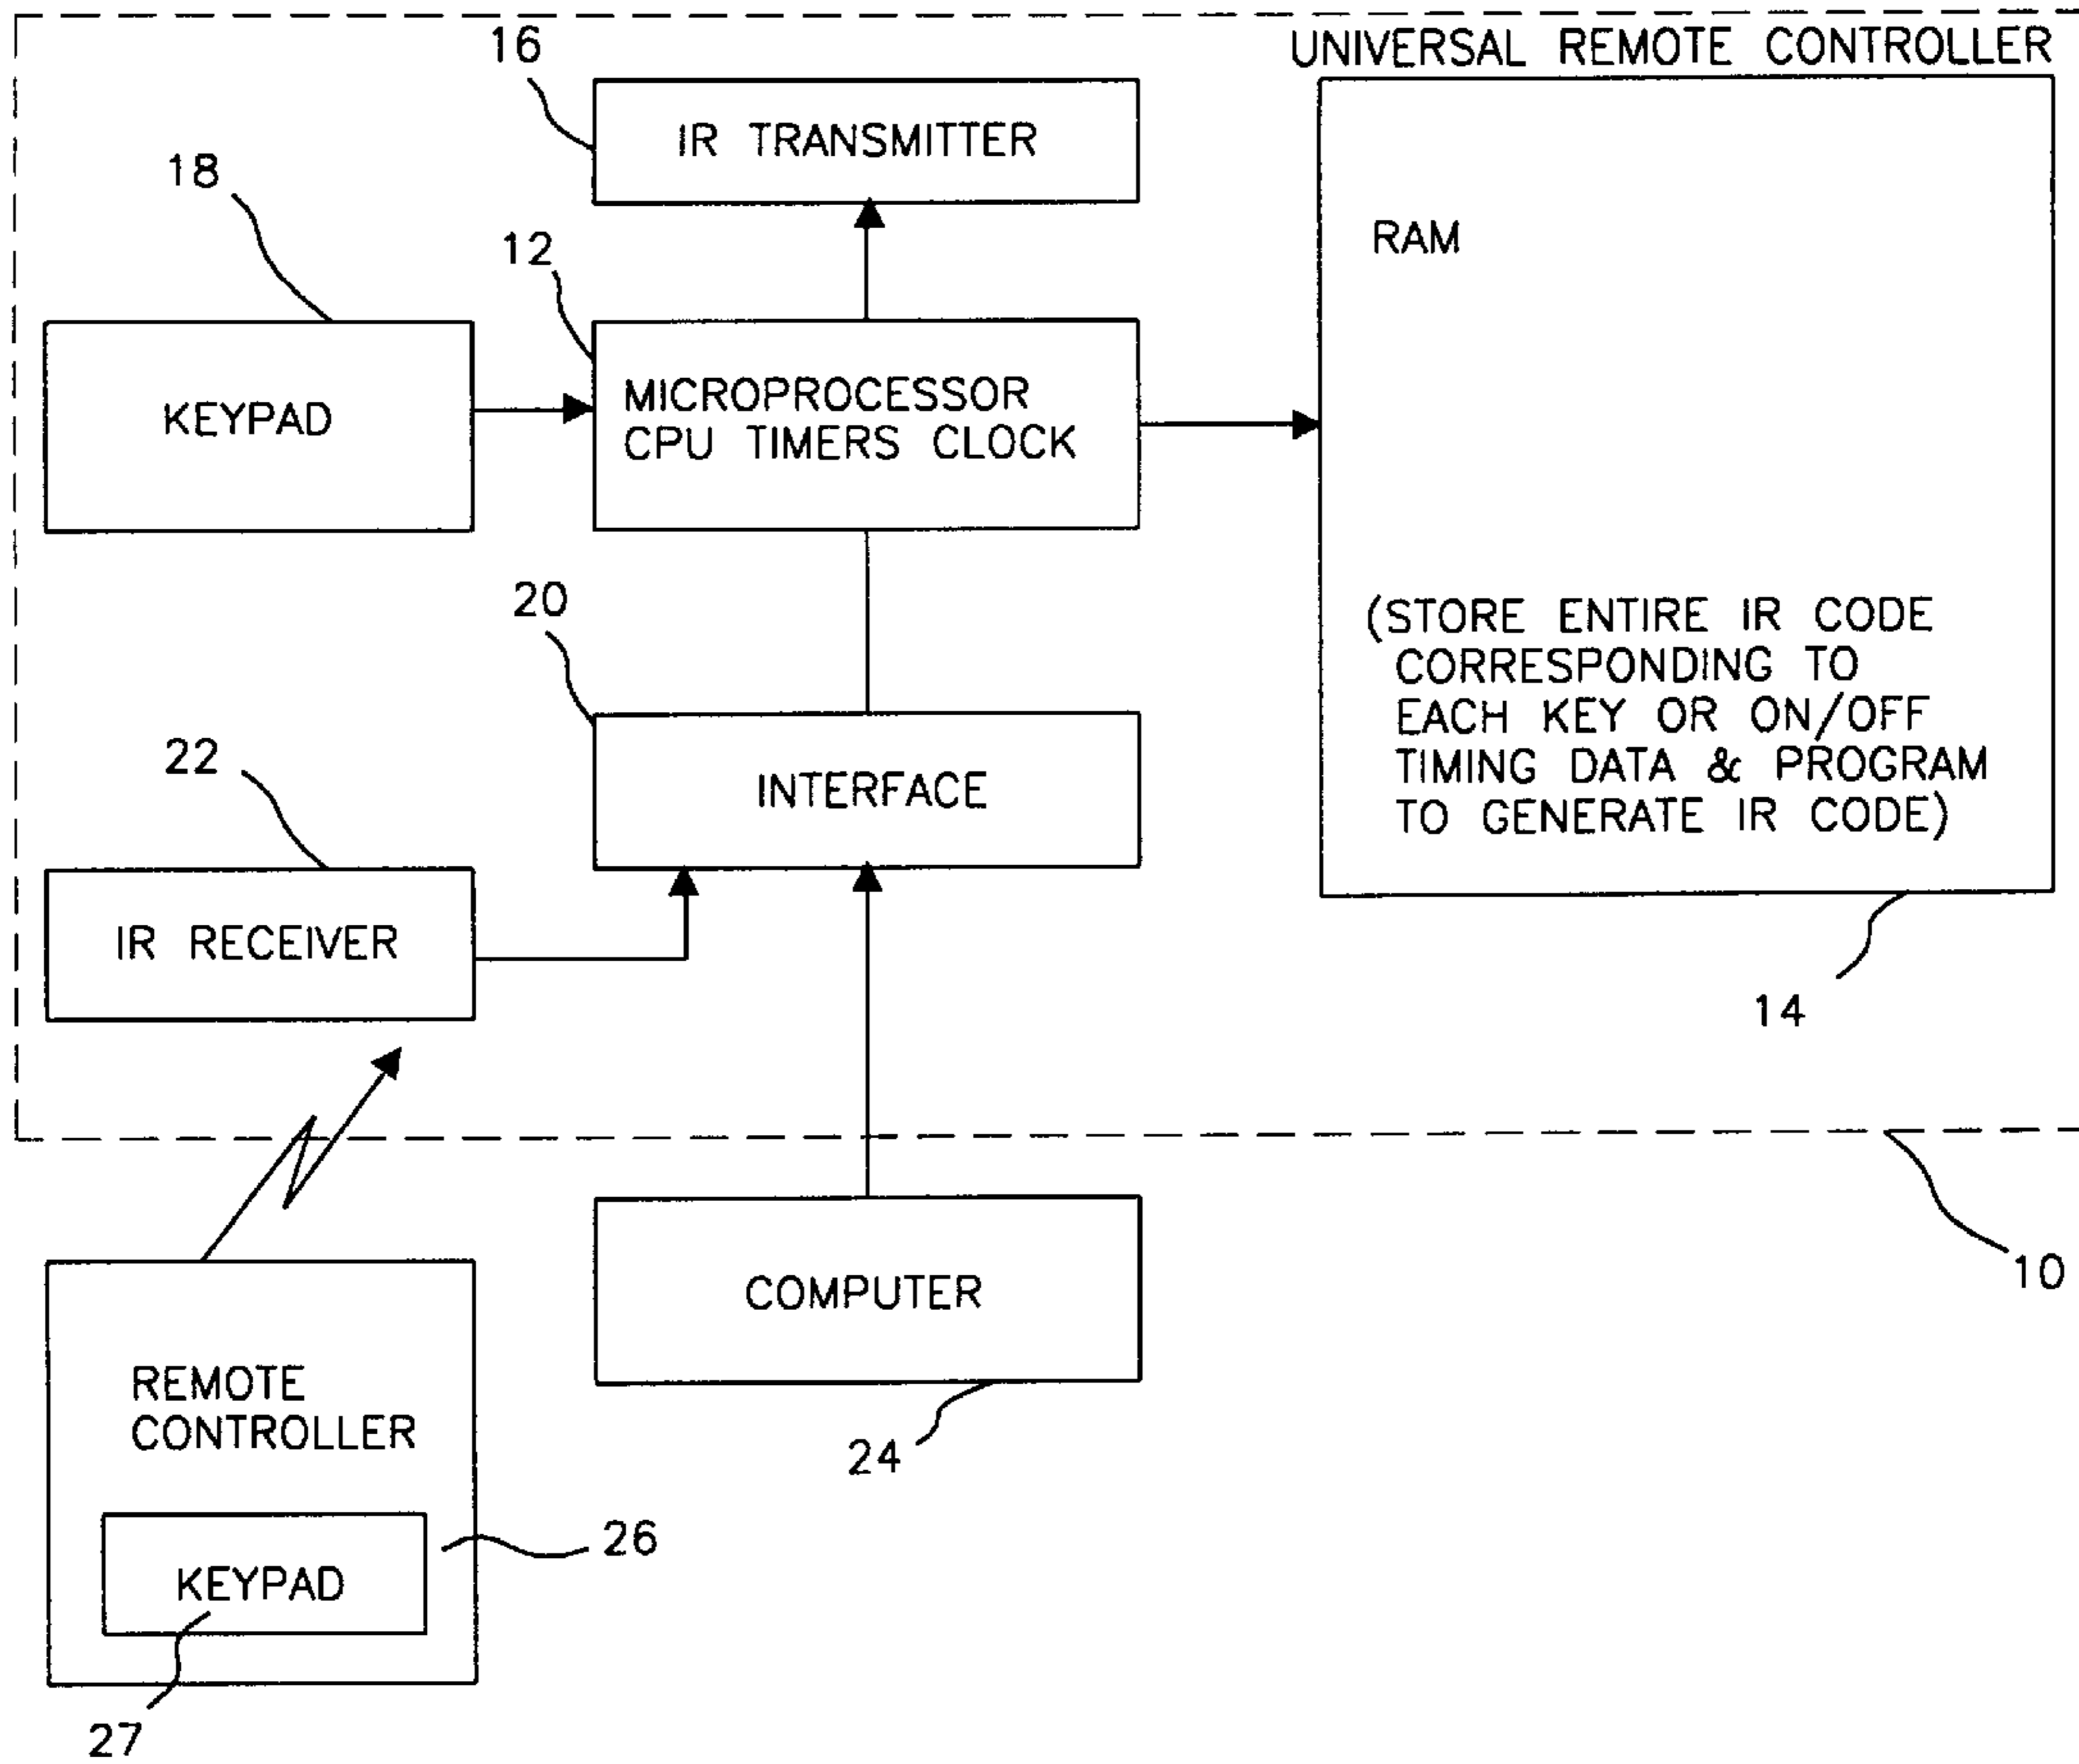 UNIVERSAL REMOTE CONTROLLER
16
IR TRANSMITTER
18
12
RAM
KEYPAD
MICROPROCESSOR
CPU TIMERS CLOCK
20
(STORE ENTIRE IR CODE
CORRESPONDING TO
EACH KEY OR ON/OFF
TIMING DATA & PROGRAM
TO GENERATE IR CODE)
22
INTERFACE
IR RECEIVER
14
10
COMPUTER
REMOTE
CONTROLLER
24
26
KEYPAD
27